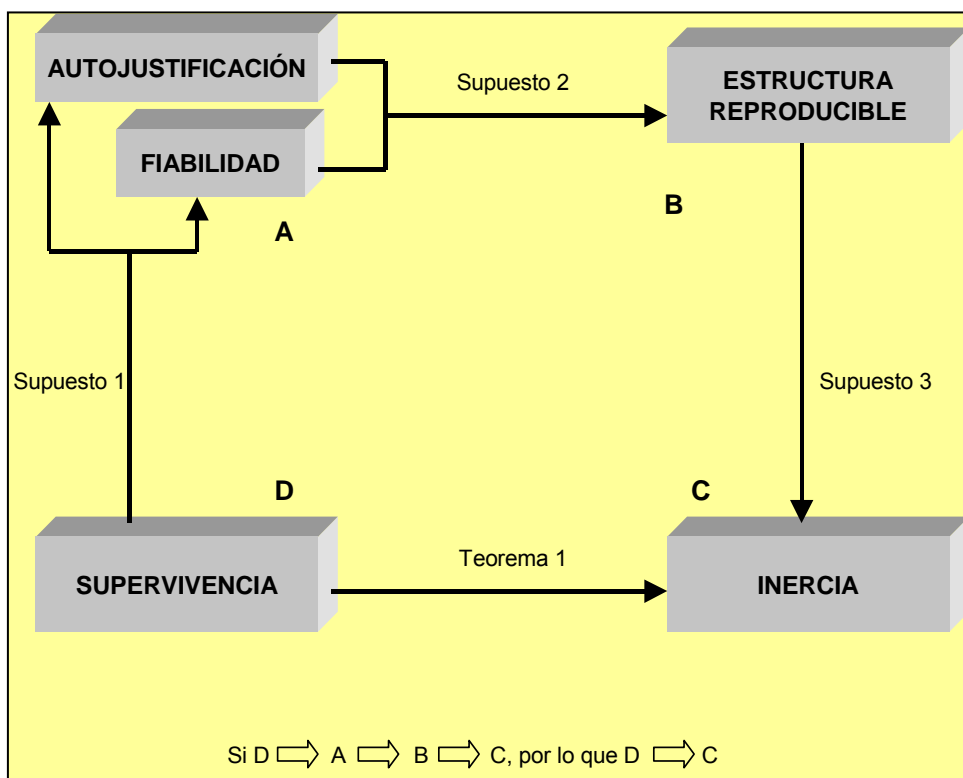 AUTOJUSTIFICACIÓN
FIABILIDAD
A
Supuesto 2
ESTRUCTURA
REPRODUCIBLE
B
Supuesto 1
Supuesto 3
D
C
SUPERVIVENCIA
Teorema 1
INERCIA
Si D ⇨ A ⇨ B ⇨ C, por lo que D ⇨ C